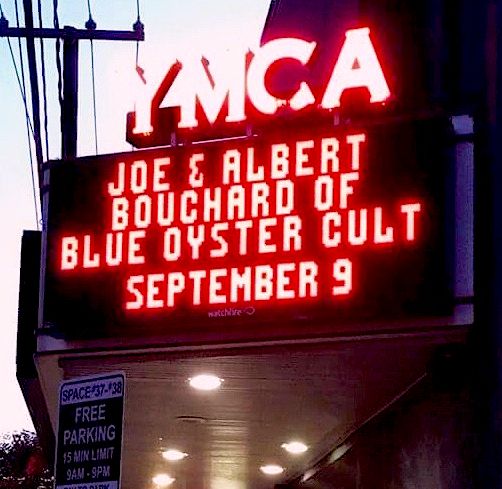 YMCA
JOE & ALBERT
BOUCHARD OF
BLUE OYSTER CULT
SEPTEMBER 9
watchfire
SPACE #37-#38
FREE
PARKING
15 MIN LIMIT
9AM - 9PM